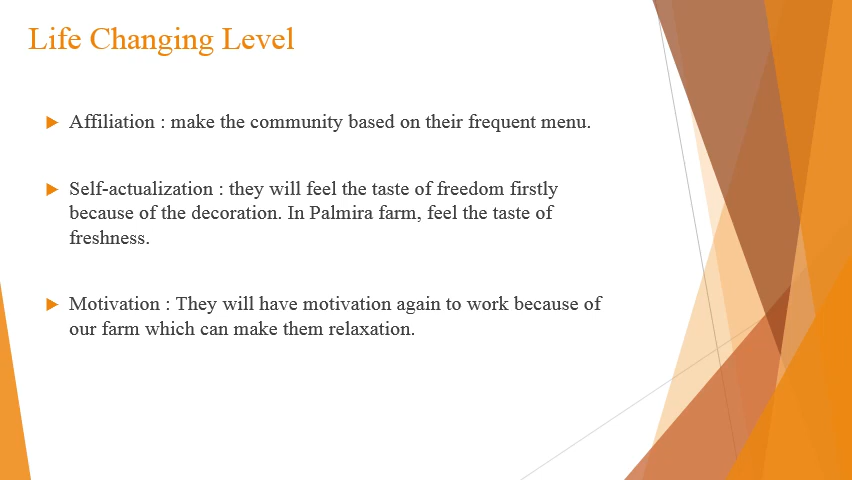 Life Changing Level
Affiliation : make the community based on their frequent menu.
Self-actualization : they will feel the taste of freedom firstly
because of the decoration. In Palmira farm, feel the taste of
freshness.
Motivation : They will have motivation again to work because of
our farm which can make them relaxation.